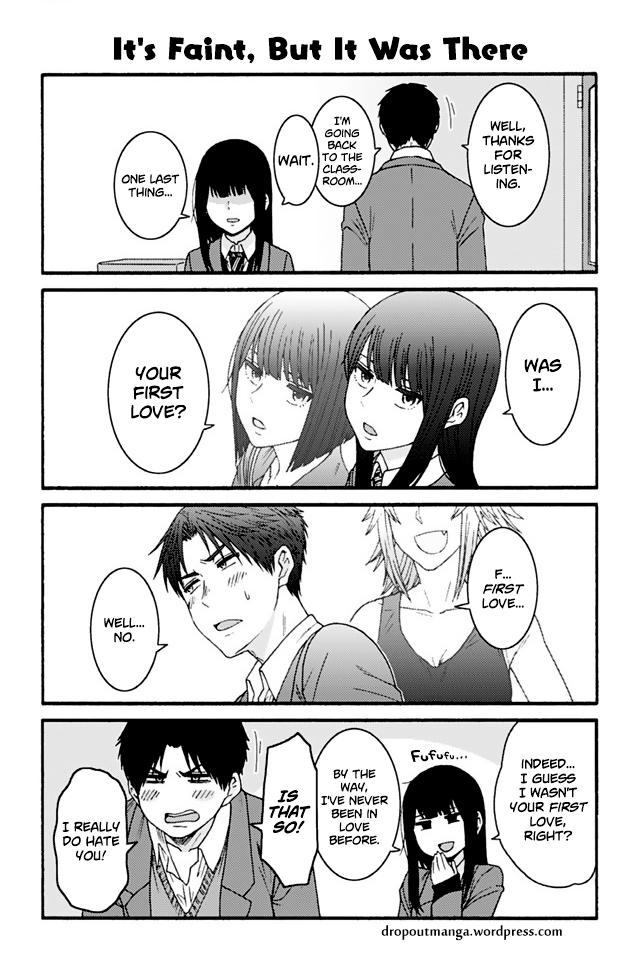 It's Faint, But It Was There
WELL,
THANKS
FOR
LISTEN-
ING.
I'M
GOING
BACK
TO THE
CLASS-
ROOM...
WAIT.
ONE LAST
THING...
WAS
I...
YOUR
FIRST
LOVE?
F...
FIRST
LOVE...
WELL...
NO.
INDEED...
I GUESS
I WASN'T
YOUR FIRST
LOVE,
RIGHT?
Fufufu...
BY THE
WAY,
I'VE NEVER
BEEN IN
LOVE
BEFORE.
IS
THAT
SO!
I REALLY
DO HATE
YOU!
dropoutmanga.wordpress.com